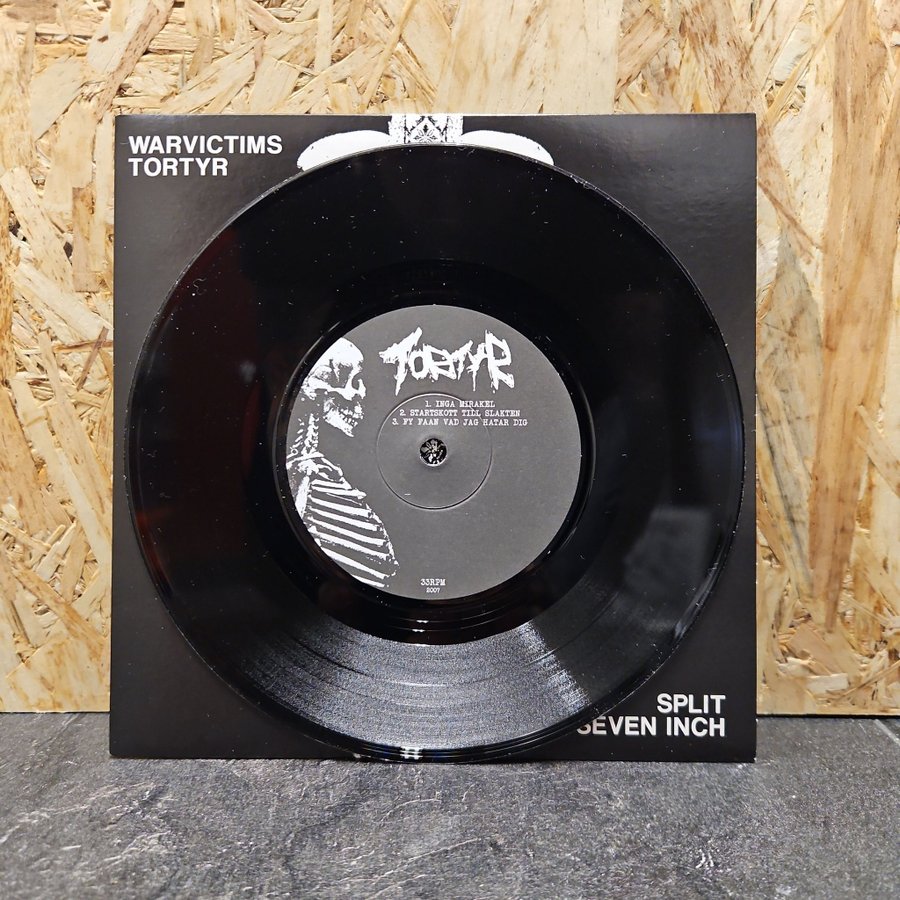 WARVICTIMS
TORTYR
TORTYR
1. INGA MIRAKEL
2. STARTSKOTT TILL SLAKTEN
3. FY FAAN VAD JAG HATAR DIG
33RPM
2007
SPLIT
SEVEN INCH